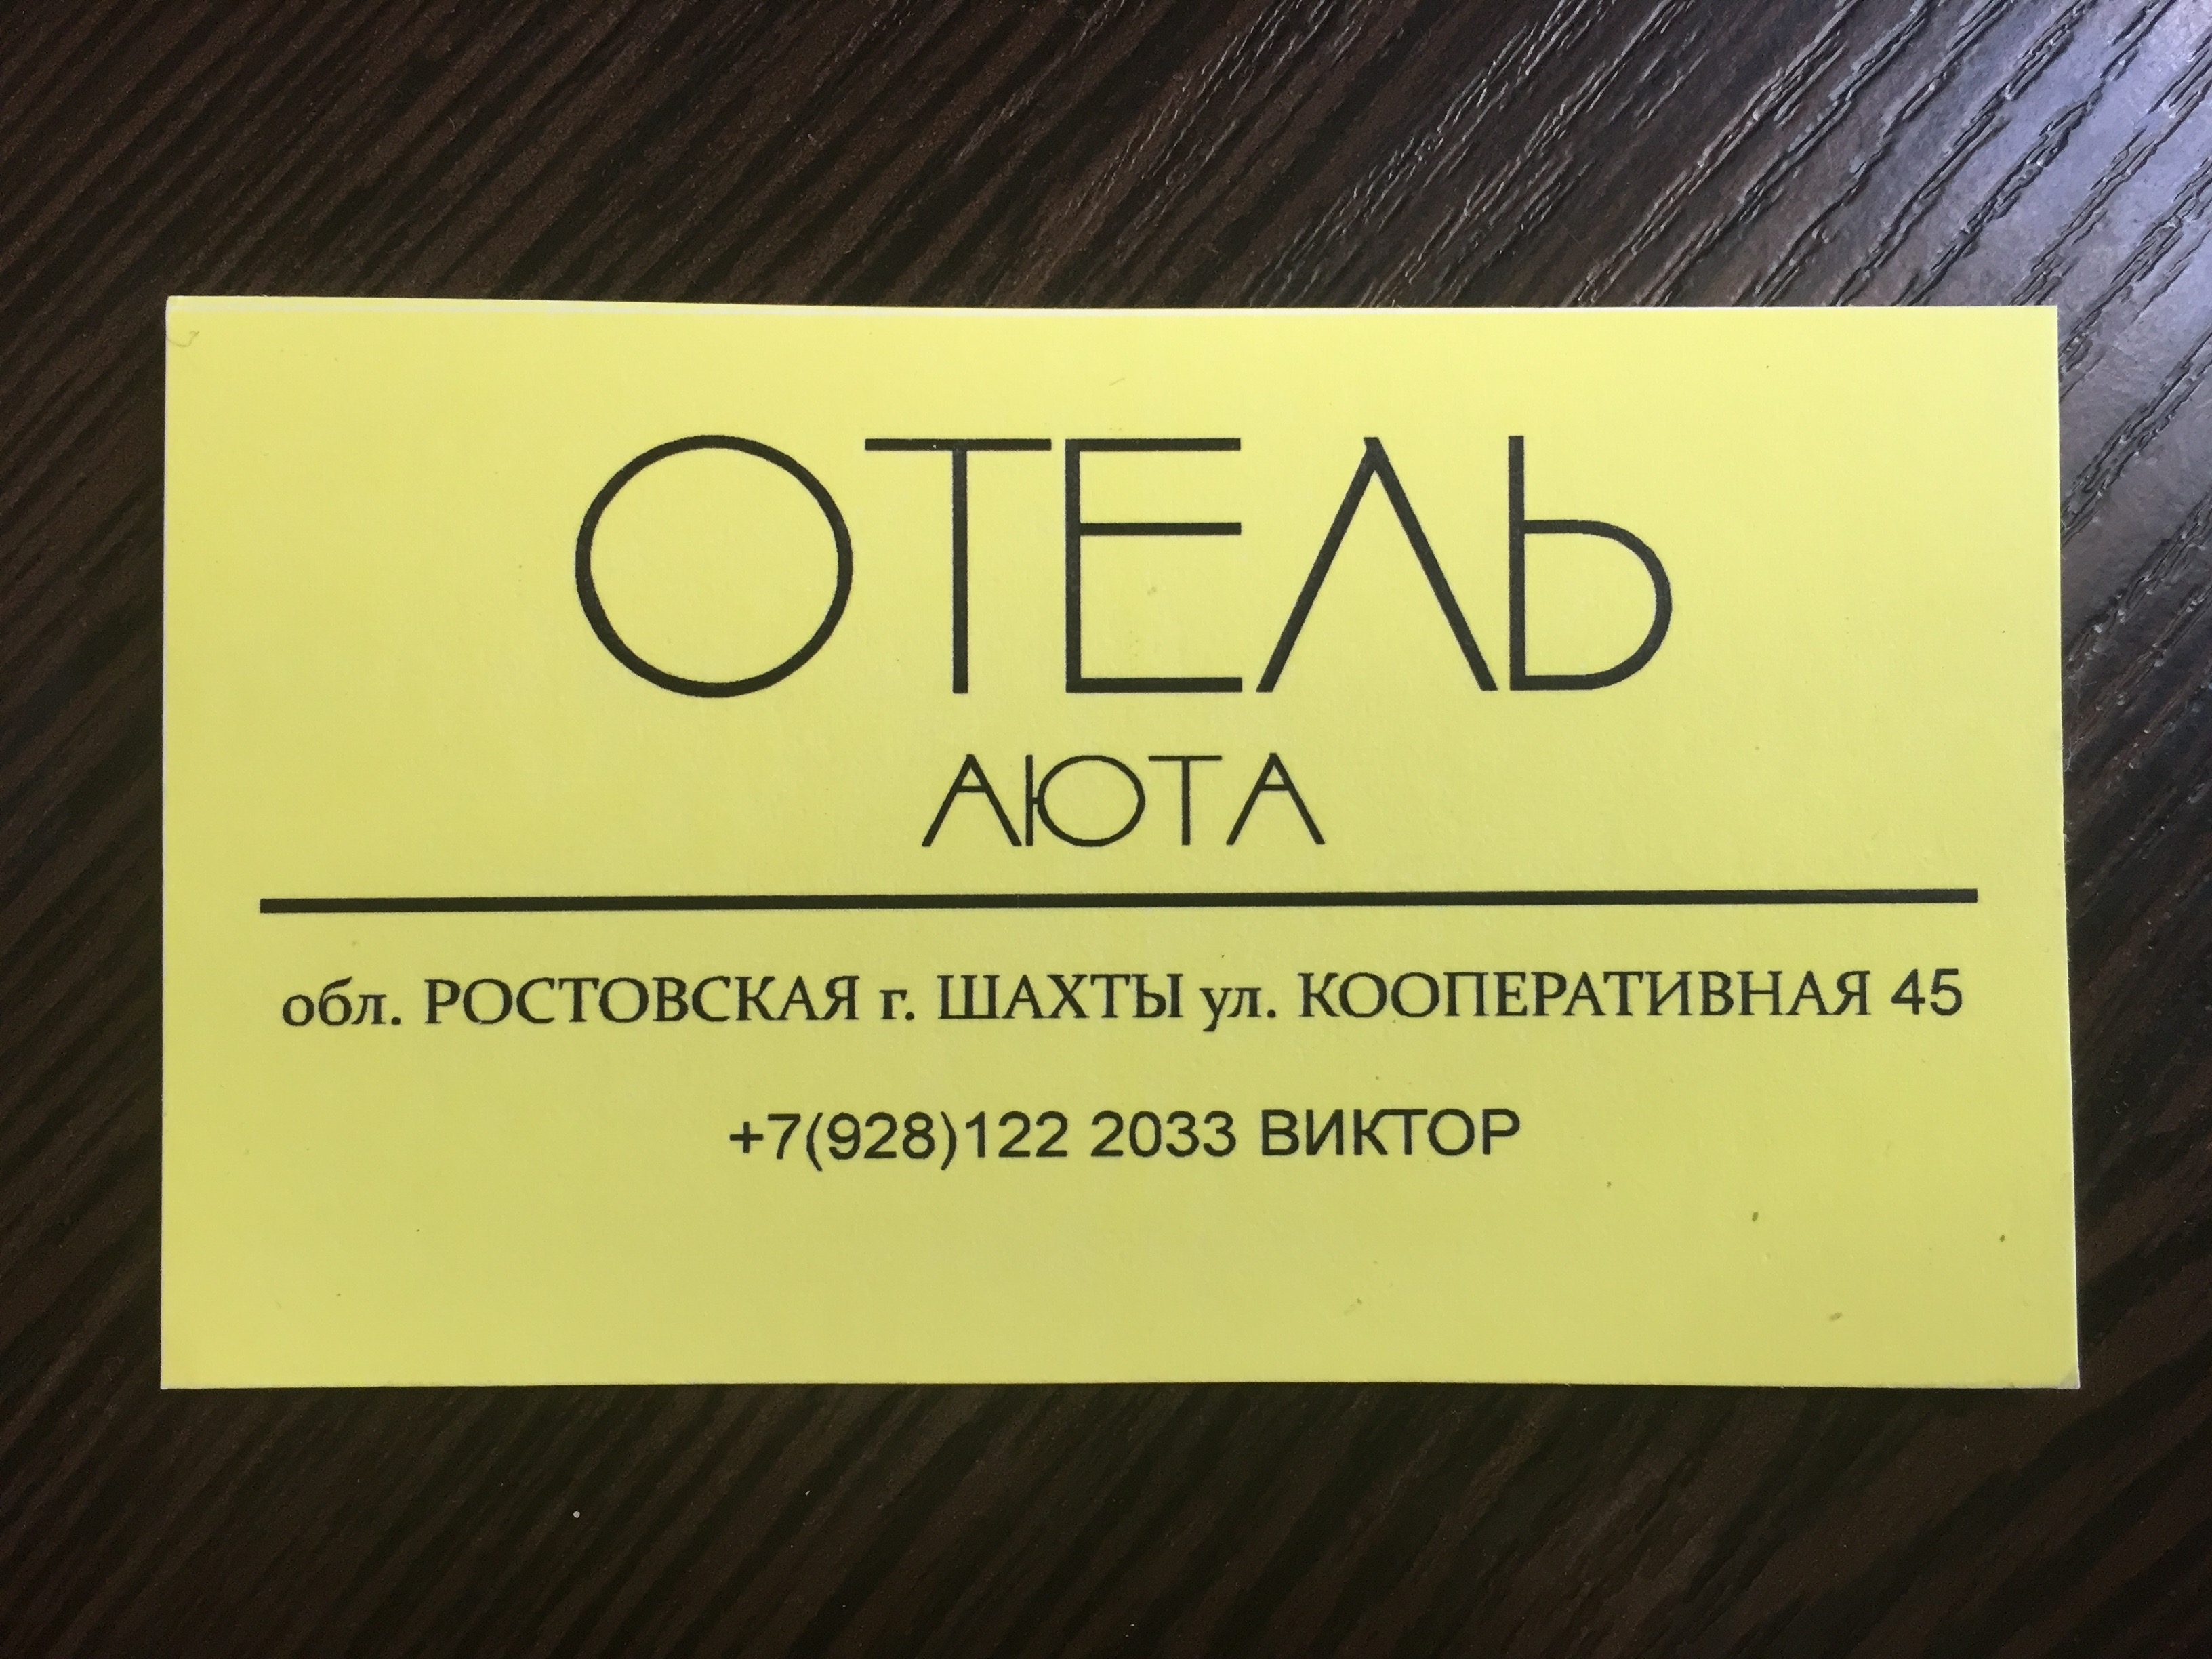 ОТЕЛЬ
АЮТА
обл. РОСТОВСКАЯ г. ШАХТЫ ул. КООПЕРАТИВНАЯ 45
+7(928)122 2033 ВИКТОР